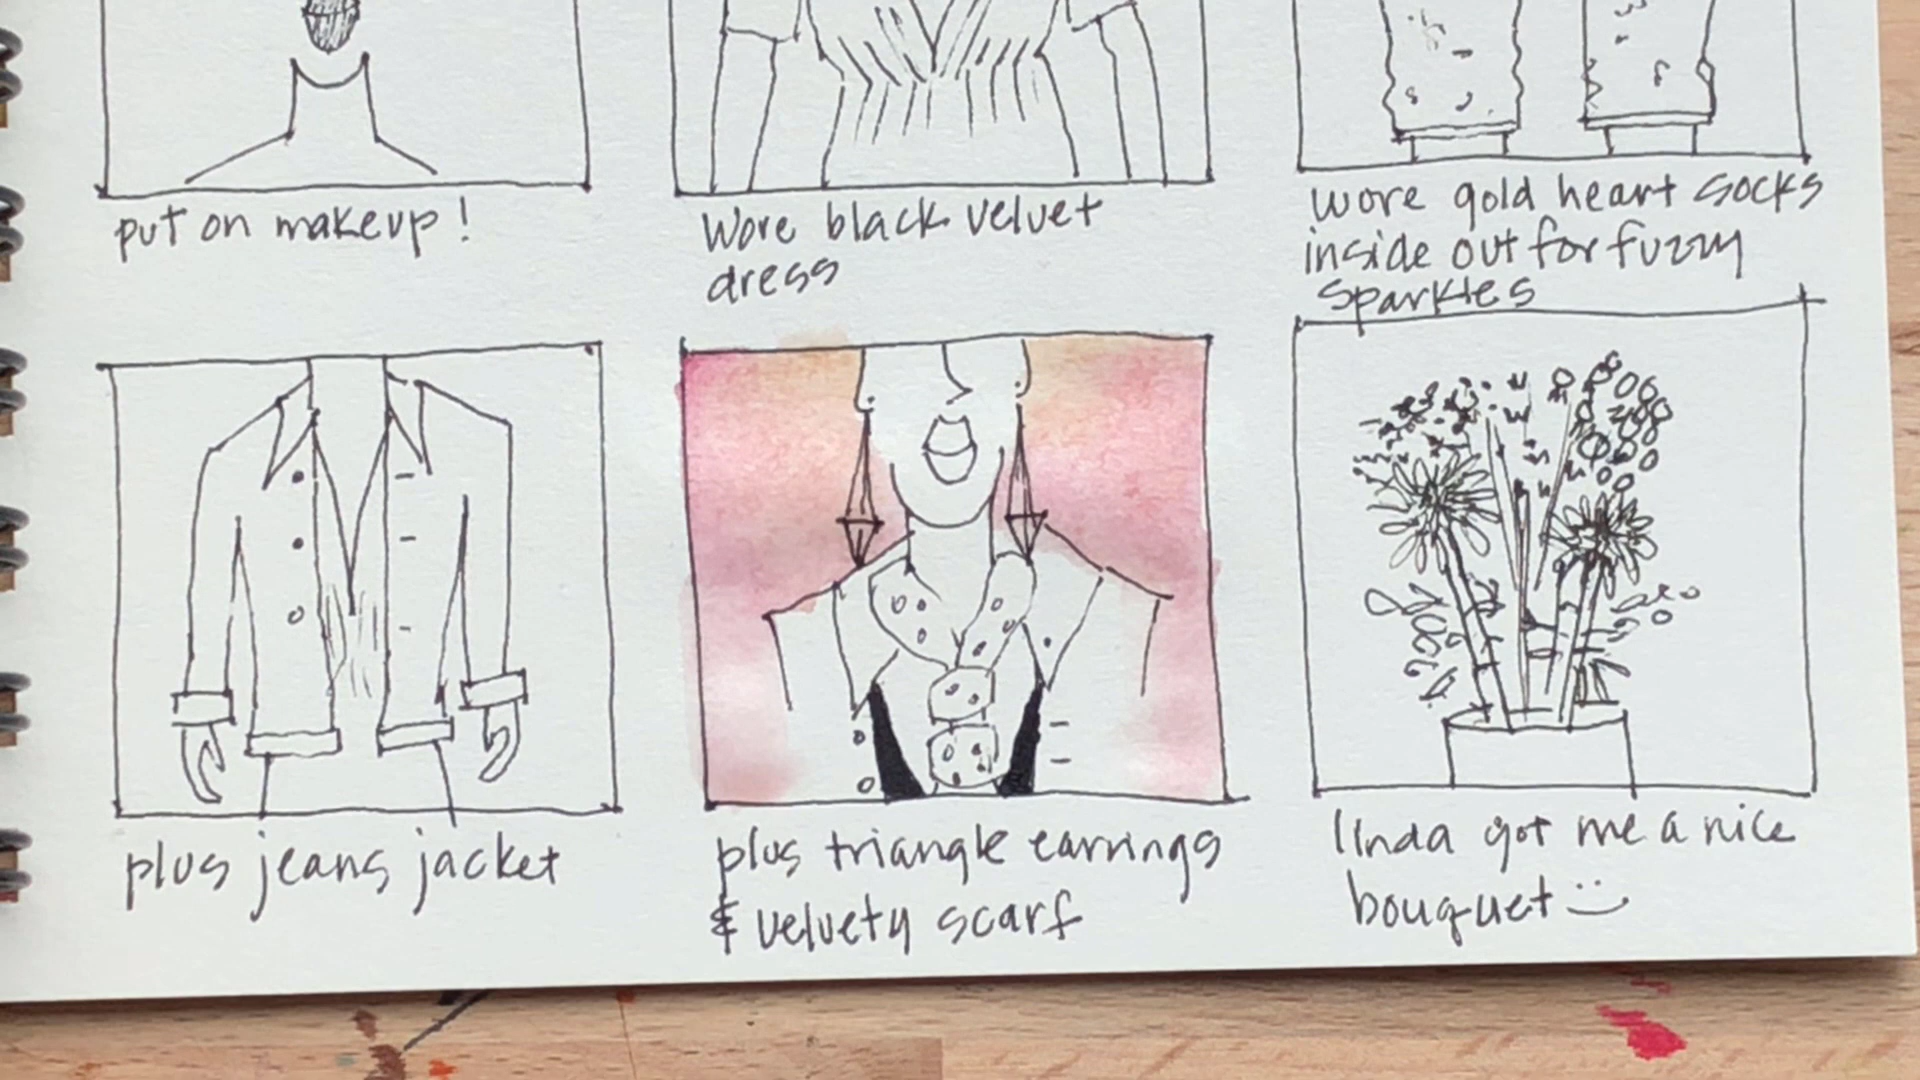 put on makeup!
Wore black velvet
dress
wore gold heart socks
inside out for fuzzy
sparkles
plus jeans jacket
plus triangle earrings
& velvety scarf
linda got me a nice
bouquet :)